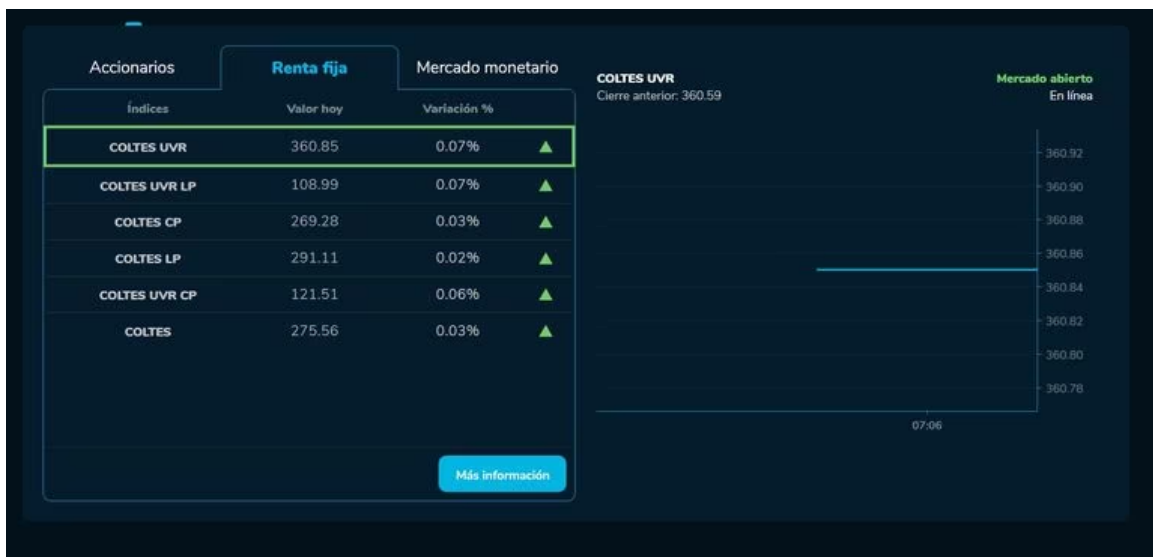 Accionarios Renta fija Mercado monetario
Índices Valor hoy Variación %
COLTES UVR 360.85 0.07%
COLTES UVR LP 108.99 0.07%
COLTES CP 269.28 0.03%
COLTES LP 291.11 0.02%
COLTES UVR CP 121.51 0.06%
COLTES 275.56 0.03%
Más información
COLTES UVR Mercado abierto
Cierre anterior: 360.59 En línea
360.92
360.90
360.88
360.86
360.84
360.82
360.80
360.78
07:06